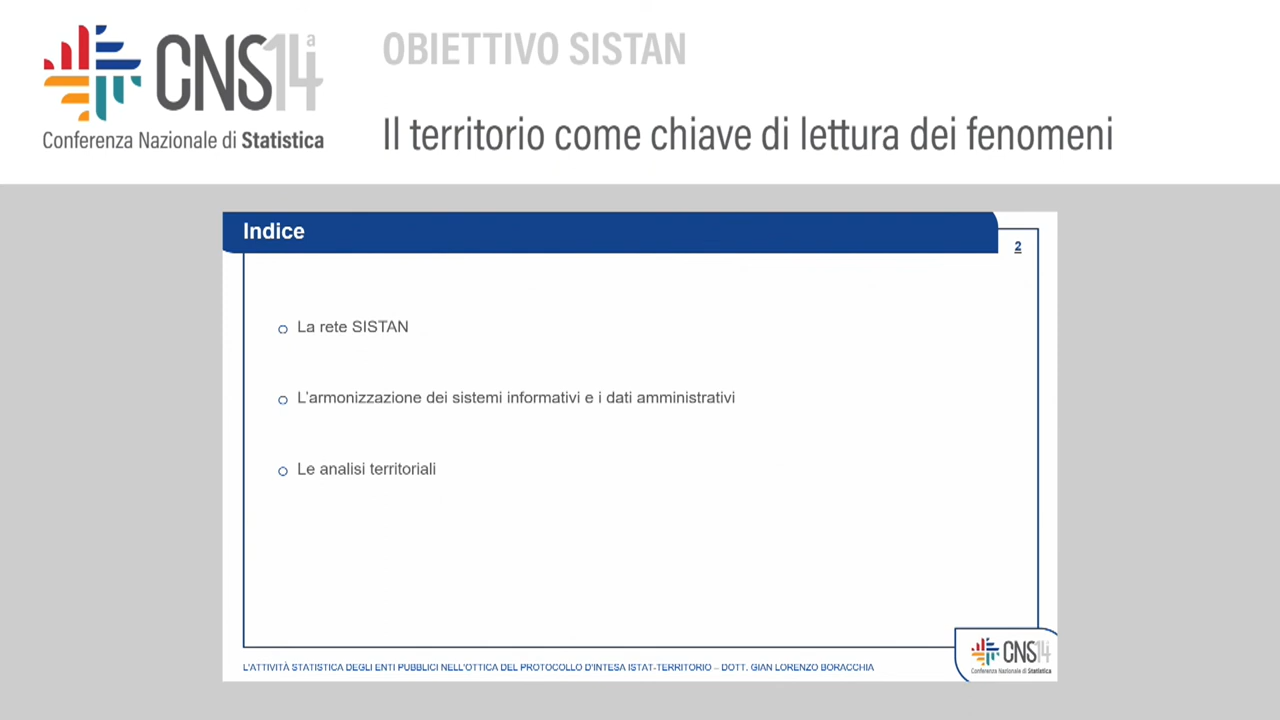 CNS14a
Conferenza Nazionale di Statistica
OBIETTIVO SISTAN
Il territorio come chiave di lettura dei fenomeni
Indice
2
La rete SISTAN
L'armonizzazione dei sistemi informativi e i dati amministrativi
Le analisi territoriali
L'ATTIVITÀ STATISTICA DEGLI ENTI PUBBLICI NELL'OTTICA DEL PROTOCOLLO D'INTESA ISTAT-TERRITORIO – DOTT. GIAN LORENZO BORACCHIA
CNS14
Conferenza Nazionale di Statistica